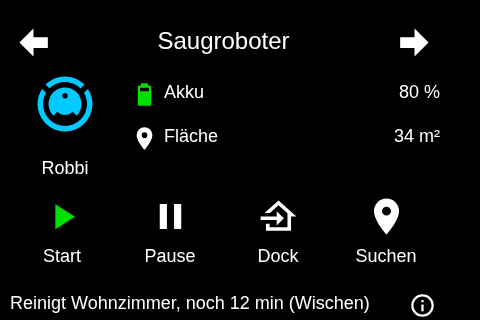 Saugroboter
Akku 80 %
Fläche 34 m²
Robbi
Start Pause Dock Suchen
Reinigt Wohnzimmer, noch 12 min (Wischen)